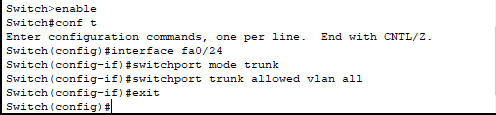 Switch>enable
Switch#conf t
Enter configuration commands, one per line.  End with CNTL/Z.
Switch(config)#interface fa0/24
Switch(config-if)#switchport mode trunk
Switch(config-if)#switchport trunk allowed vlan all
Switch(config-if)#exit
Switch(config)#